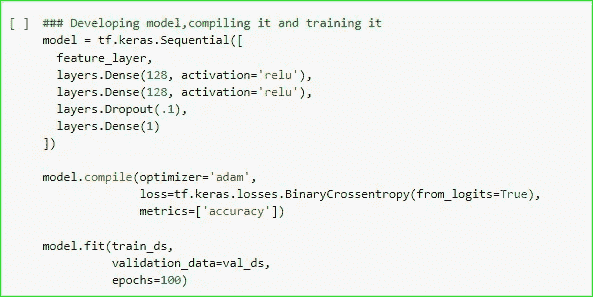 [ ] ### Developing model,compiling it and training it
model = tf.keras.Sequential([
  feature_layer,
  layers.Dense(128, activation='relu'),
  layers.Dense(128, activation='relu'),
  layers.Dropout(.1),
  layers.Dense(1)
])
model.compile(optimizer='adam',
              loss=tf.keras.losses.BinaryCrossentropy(from_logits=True),
              metrics=['accuracy'])
model.fit(train_ds,
          validation_data=val_ds,
          epochs=100)